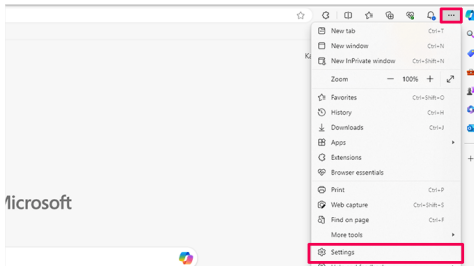 New tab Ctrl+T
New window Ctrl+N
New InPrivate window Ctrl+Shift+N
Zoom — 100% +
Favorites Ctrl+Shift+O
History Ctrl+H
Downloads Ctrl+J
Apps
Extensions
Browser essentials
Print Ctrl+P
Web capture Ctrl+Shift+S
Find on page Ctrl+F
More tools
Settings
Microsoft